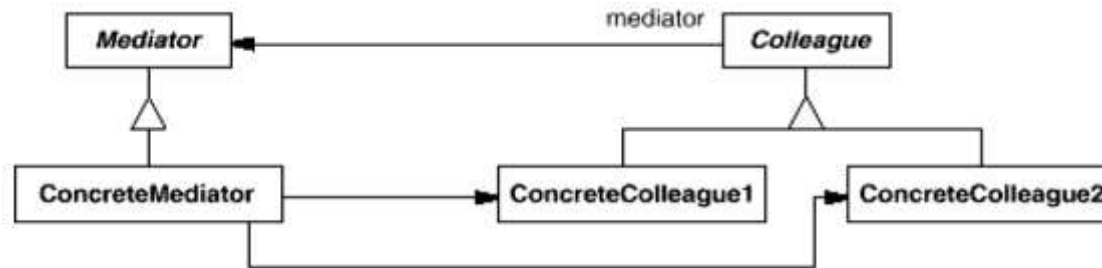 mediator
Mediator
Colleague
ConcreteMediator
ConcreteColleague1
ConcreteColleague2